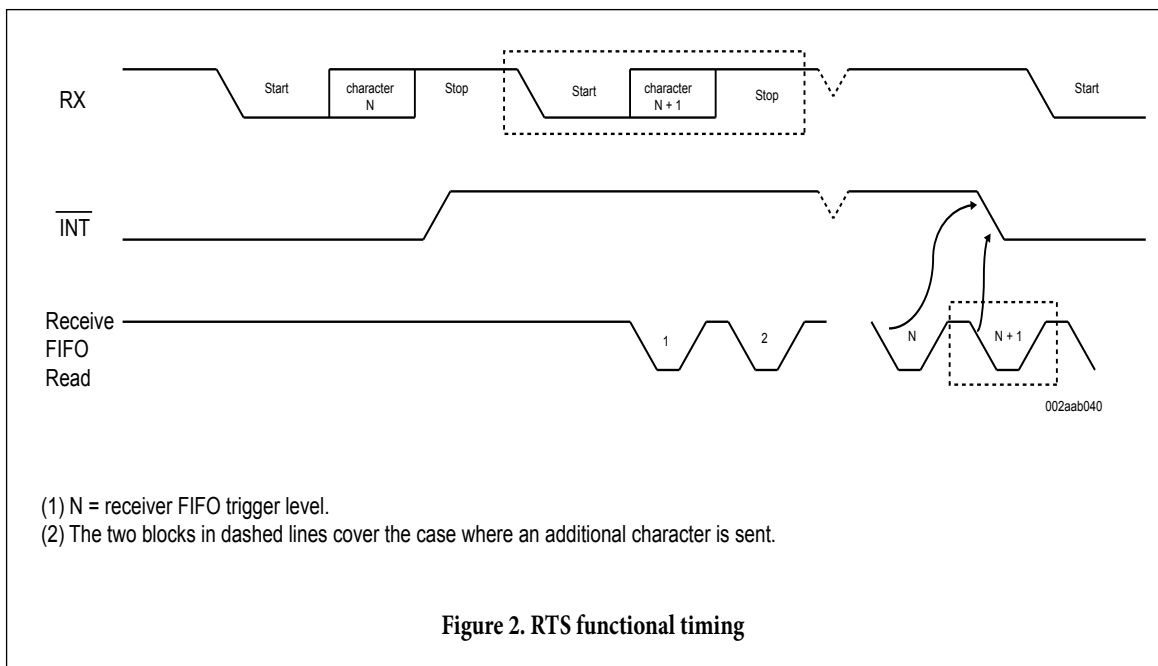 RX
Start
character
N
Stop
Start
character
N + 1
Stop
Start
INT
Receive
FIFO
Read
1
2
N
N + 1
002aab040
(1) N = receiver FIFO trigger level.
(2) The two blocks in dashed lines cover the case where an additional character is sent.
Figure 2. RTS functional timing